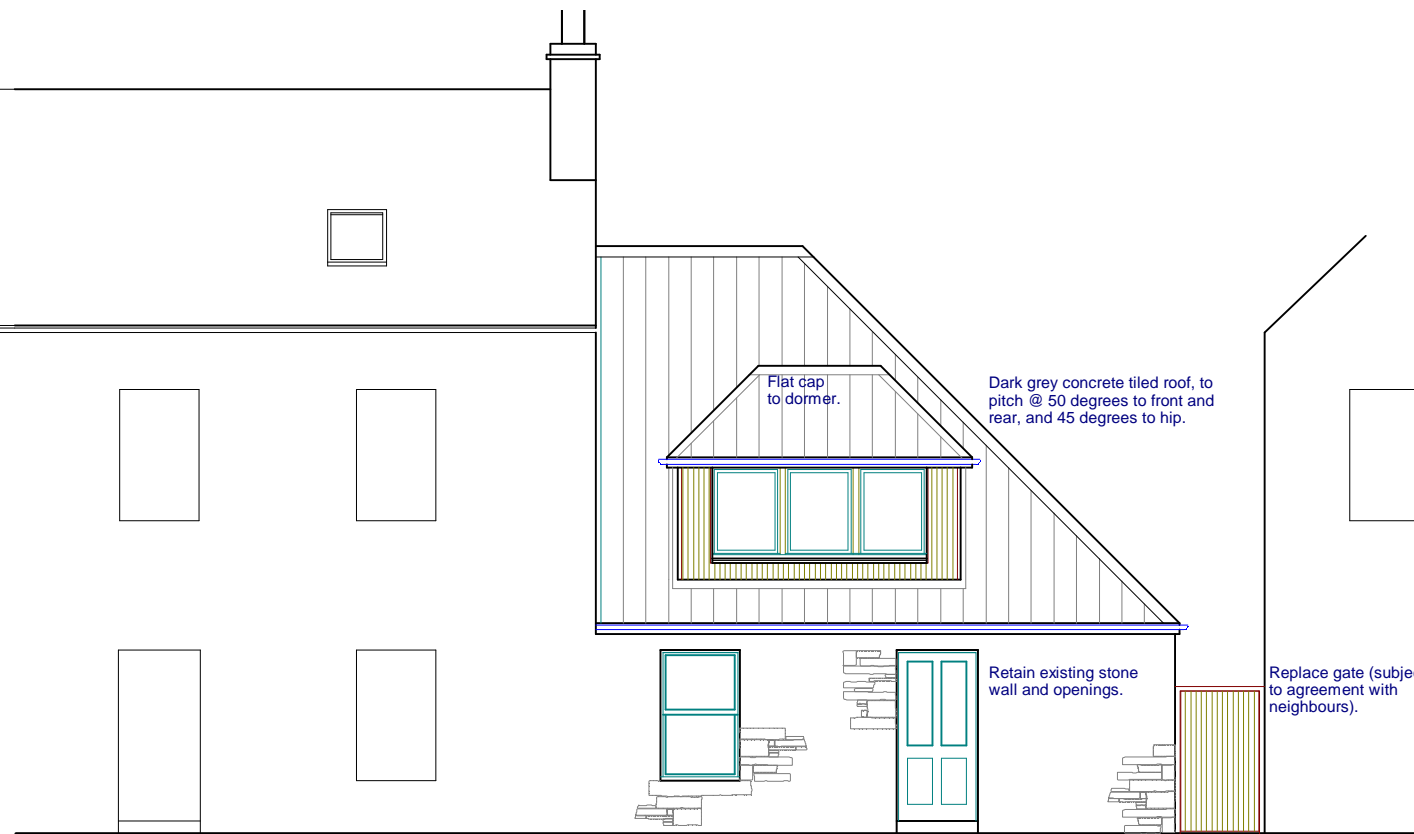 Flat cap
to dormer.
Dark grey concrete tiled roof, to
pitch @ 50 degrees to front and
rear, and 45 degrees to hip.
Retain existing stone
wall and openings.
Replace gate (subje
to agreement with
neighbours).